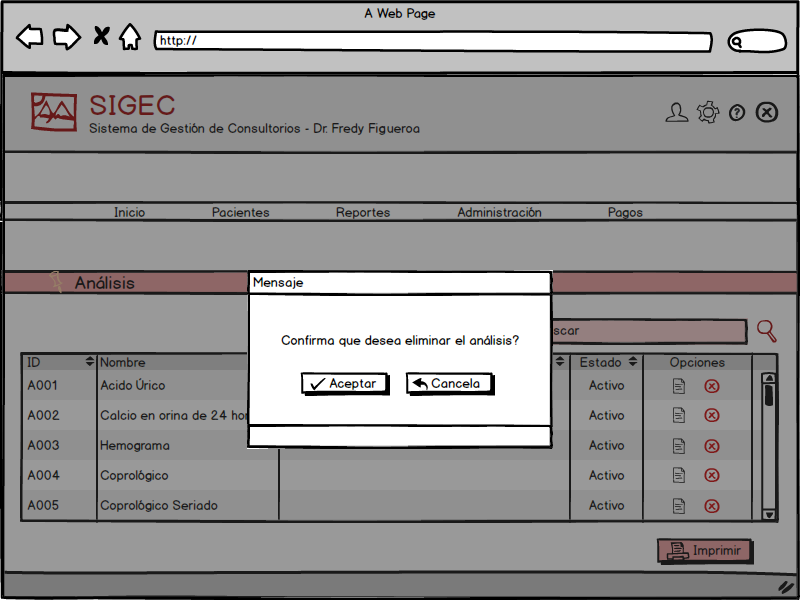 A Web Page
http://
SIGEC
Sistema de Gestión de Consultorios - Dr. Fredy Figueroa
Inicio Pacientes Reportes Administración Pagos
Análisis
Mensaje
Confirma que desea eliminar el análisis?
Aceptar Cancela
scar
ID Nombre Estado Opciones
A001 Acido Úrico Activo
A002 Calcio en orina de 24 hor Activo
A003 Hemograma Activo
A004 Coprológico Activo
A005 Coprológico Seriado Activo
Imprimir